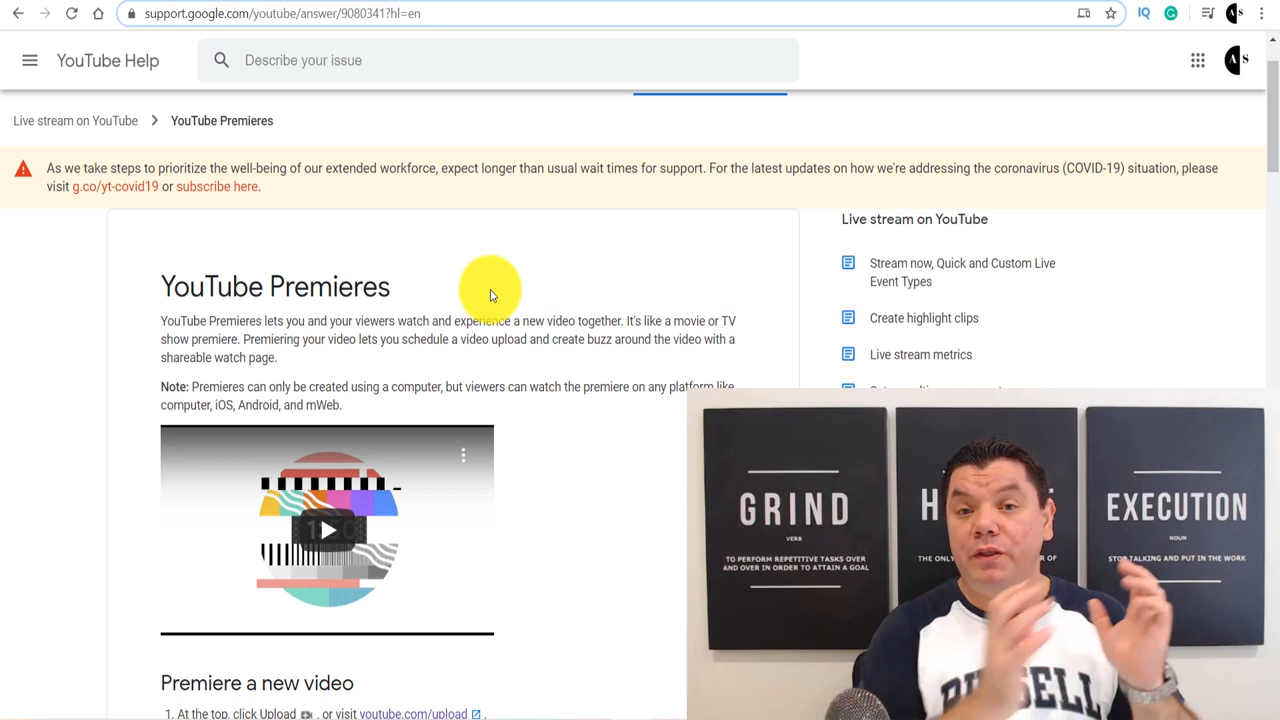 support.google.com/youtube/answer/9080341?hl=en
IQ
A S
YouTube Help
Describe your issue
A S
Live stream on YouTube
YouTube Premieres
As we take steps to prioritize the well-being of our extended workforce, expect longer than usual wait times for support. For the latest updates on how we're addressing the coronavirus (COVID-19) situation, please
visit g.co/yt-covid19 or subscribe here.
YouTube Premieres
YouTube Premieres lets you and your viewers watch and experience a new video together. It's like a movie or TV
show premiere. Premiering your video lets you schedule a video upload and create buzz around the video with a
shareable watch page.
Note: Premieres can only be created using a computer, but viewers can watch the premiere on any platform like
computer, iOS, Android, and mWeb.
Premiere a new video
1. At the top, click Upload , or visit youtube.com/upload .
Live stream on YouTube
Stream now, Quick and Custom Live
Event Types
Create highlight clips
Live stream metrics
GRIND
VERB
TO PERFORM REPETITIVE TASKS OVER
AND OVER IN ORDER TO ATTAIN A GOAL
H
THE ONL
OF
EXECUTION
NOUN
STOP TALKING AND PUT IN THE WORK